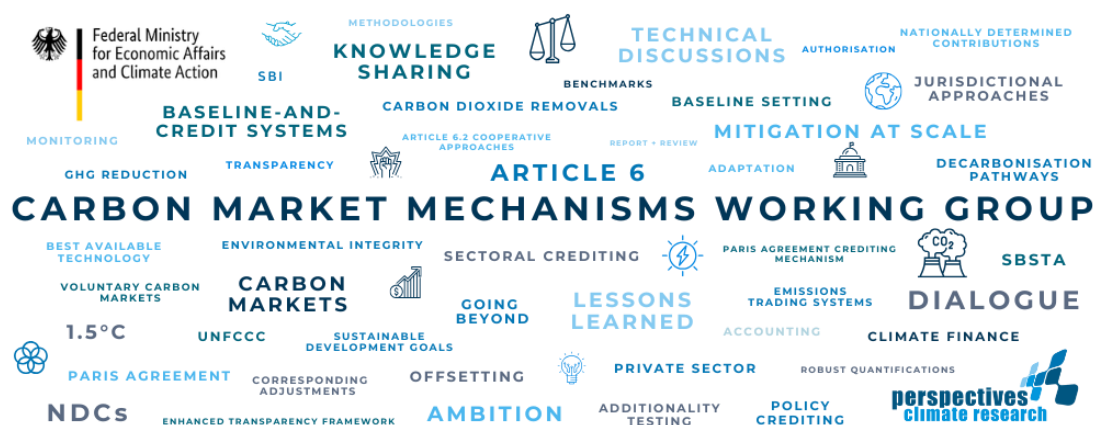 Federal Ministry
for Economic Affairs
and Climate Action
SBI
METHODOLOGIES
KNOWLEDGE
SHARING
TECHNICAL
DISCUSSIONS
BENCHMARKS
AUTHORISATION
NATIONALLY DETERMINED
CONTRIBUTIONS
JURISDICTIONAL
APPROACHES
BASELINE-AND-
CREDIT SYSTEMS
CARBON DIOXIDE REMOVALS
BASELINE SETTING
MONITORING
ARTICLE 6.2 COOPERATIVE
APPROACHES
REPORT + REVIEW
MITIGATION AT SCALE
GHG REDUCTION
TRANSPARENCY
ARTICLE 6
ADAPTATION
DECARBONISATION
PATHWAYS
CARBON MARKET MECHANISMS WORKING GROUP
BEST AVAILABLE
TECHNOLOGY
ENVIRONMENTAL INTEGRITY
SECTORAL CREDITING
PARIS AGREEMENT CREDITING
MECHANISM
CO2
SBSTA
VOLUNTARY CARBON
MARKETS
CARBON
MARKETS
$
GOING
BEYOND
LESSONS
LEARNED
EMISSIONS
TRADING SYSTEMS
DIALOGUE
1.5°C
UNFCCC
SUSTAINABLE
DEVELOPMENT GOALS
ACCOUNTING
CLIMATE FINANCE
PARIS AGREEMENT
CORRESPONDING
ADJUSTMENTS
OFFSETTING
PRIVATE SECTOR
ROBUST QUANTIFICATIONS
NDCs
ENHANCED TRANSPARENCY FRAMEWORK
AMBITION
ADDITIONALITY
TESTING
POLICY
CREDITING
perspectives
climate research